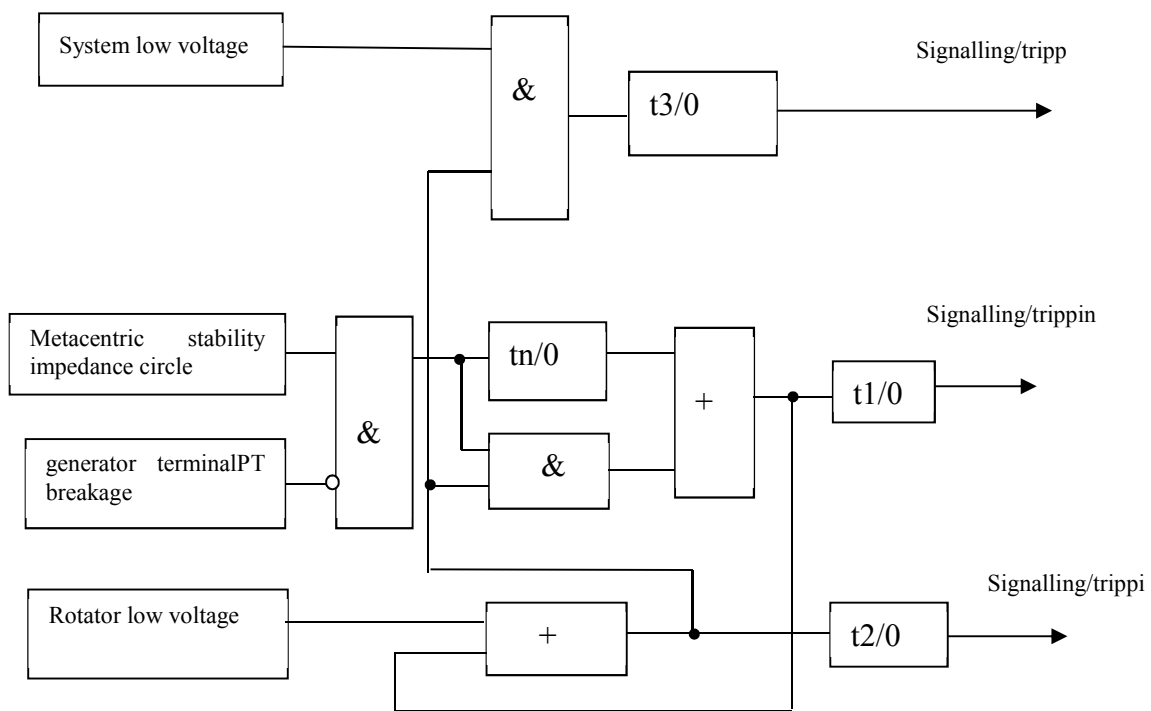 System low voltage
&
t3/0
Signalling/tripp
Metacentric stability
impedance circle
&
tn/0
+
t1/0
Signalling/trippin
generator terminalPT
breakage
&
Rotator low voltage
+
t2/0
Signalling/trippi